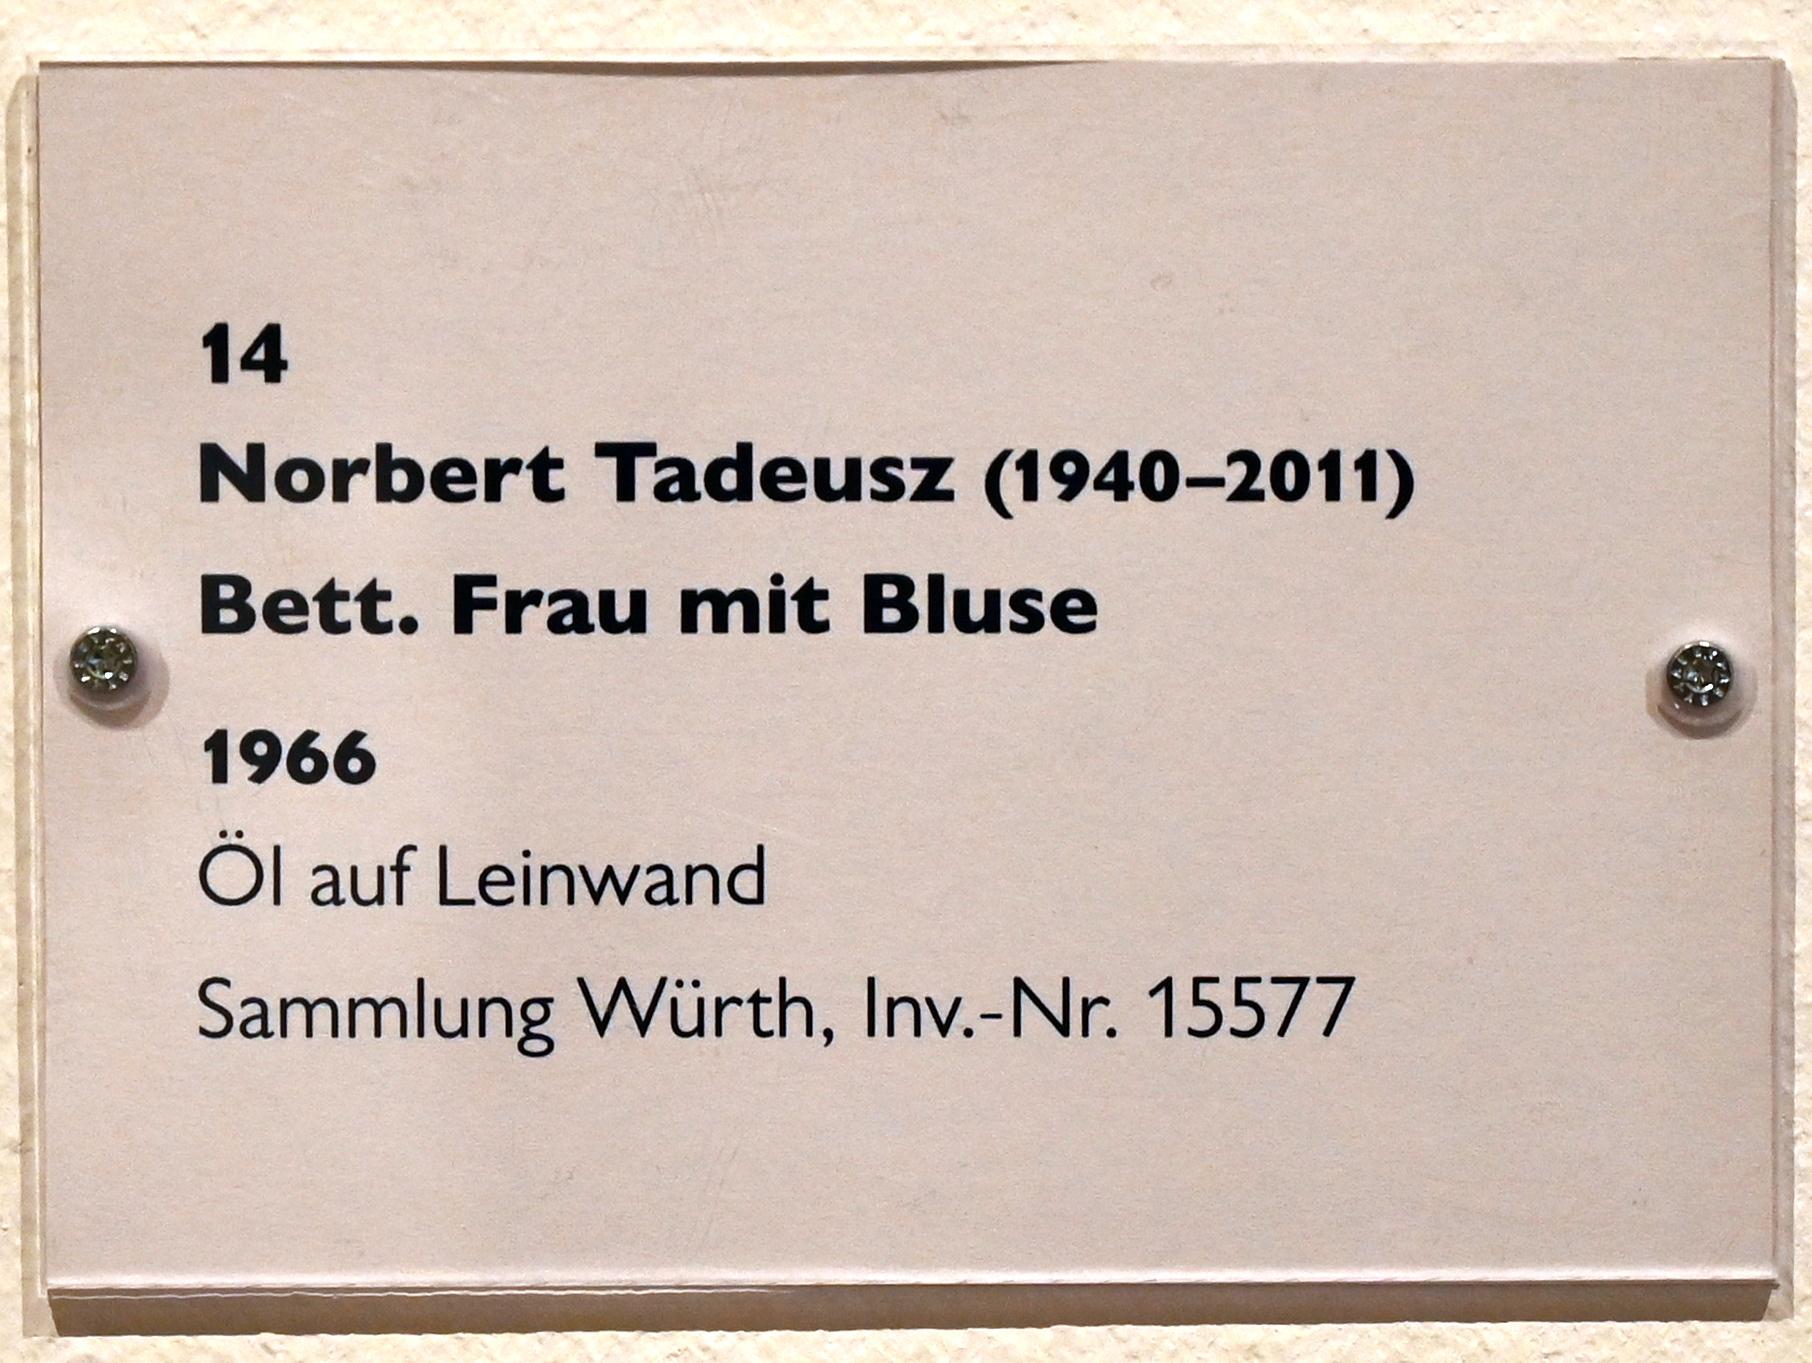 14
Norbert Tadeusz (1940–2011)
Bett. Frau mit Bluse
1966
Öl auf Leinwand
Sammlung Würth, Inv.-Nr. 15577